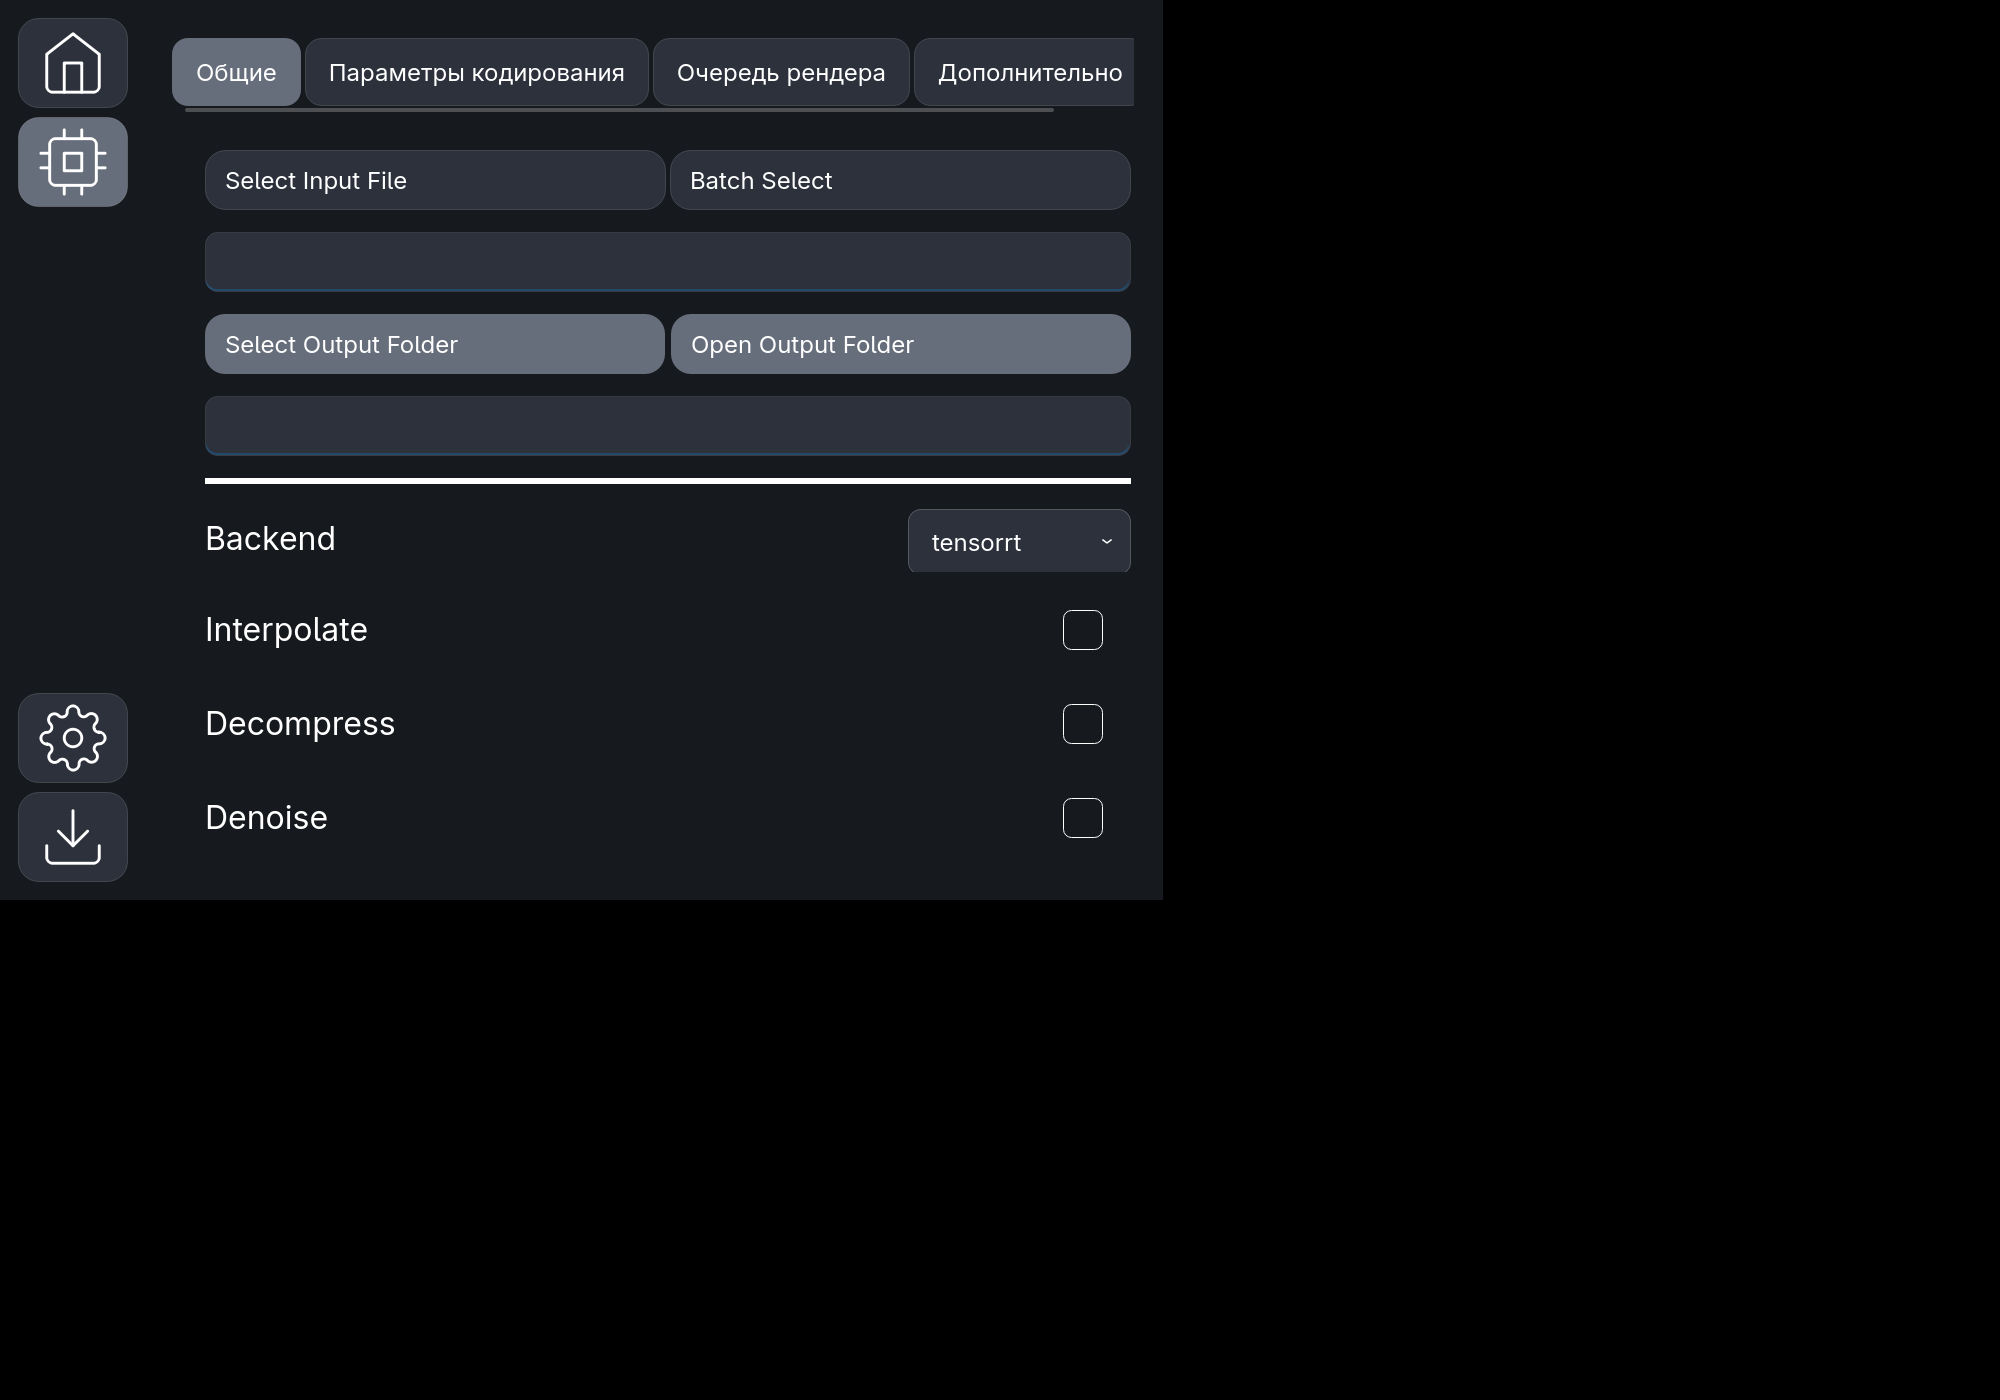 Общие
Параметры кодирования
Очередь рендера
Дополнительно
Select Input File
Batch Select
Select Output Folder
Open Output Folder
Backend
tensorrt
Interpolate
Decompress
Denoise